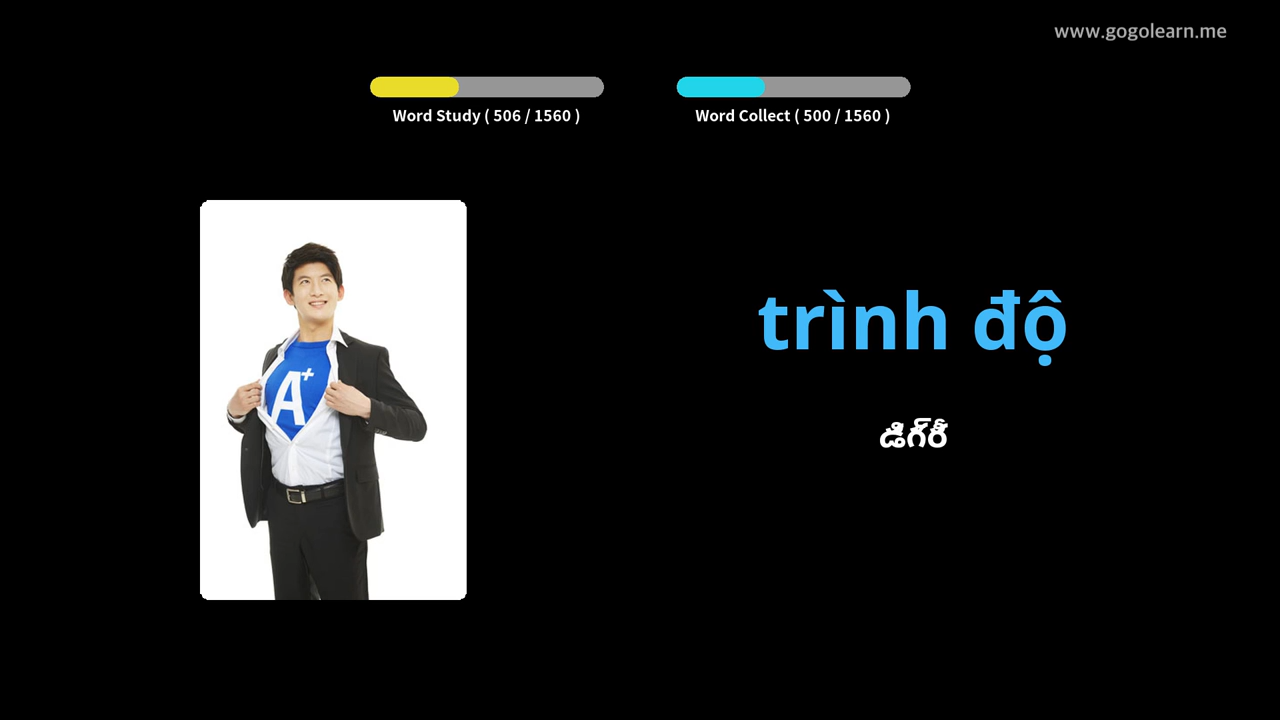 www.gogolearn.me
Word Study ( 506 / 1560 )
Word Collect ( 500 / 1560 )
A+
trình độ
డిగ్రీ